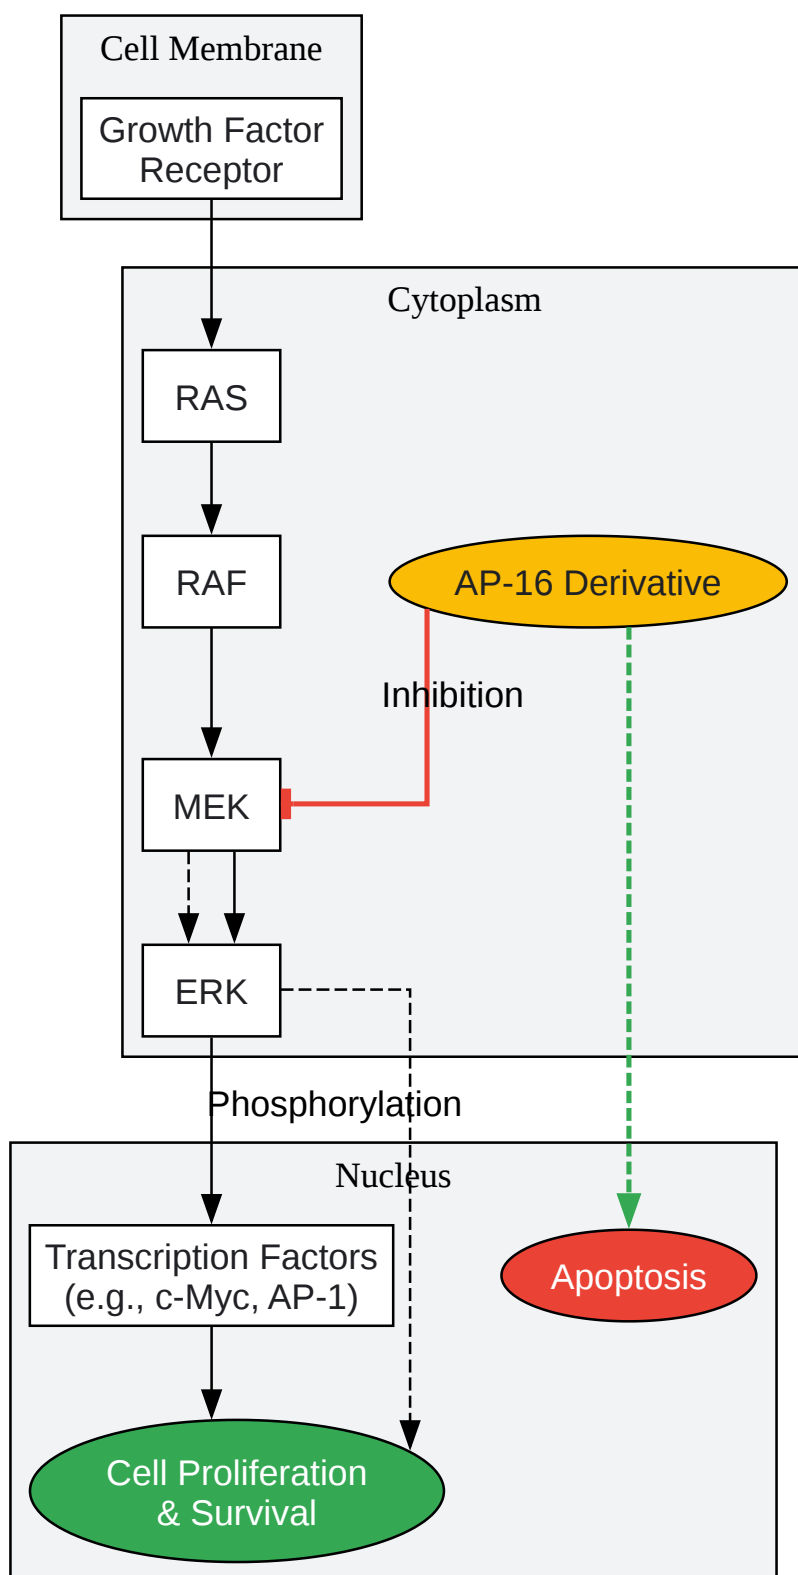 Cell Membrane
Growth Factor
Receptor
Cytoplasm
RAS
RAF
AP-16 Derivative
Inhibition
MEK
ERK
Phosphorylation
Nucleus
Transcription Factors
(e.g., c-Myc, AP-1)
Apoptosis
Cell Proliferation
& Survival